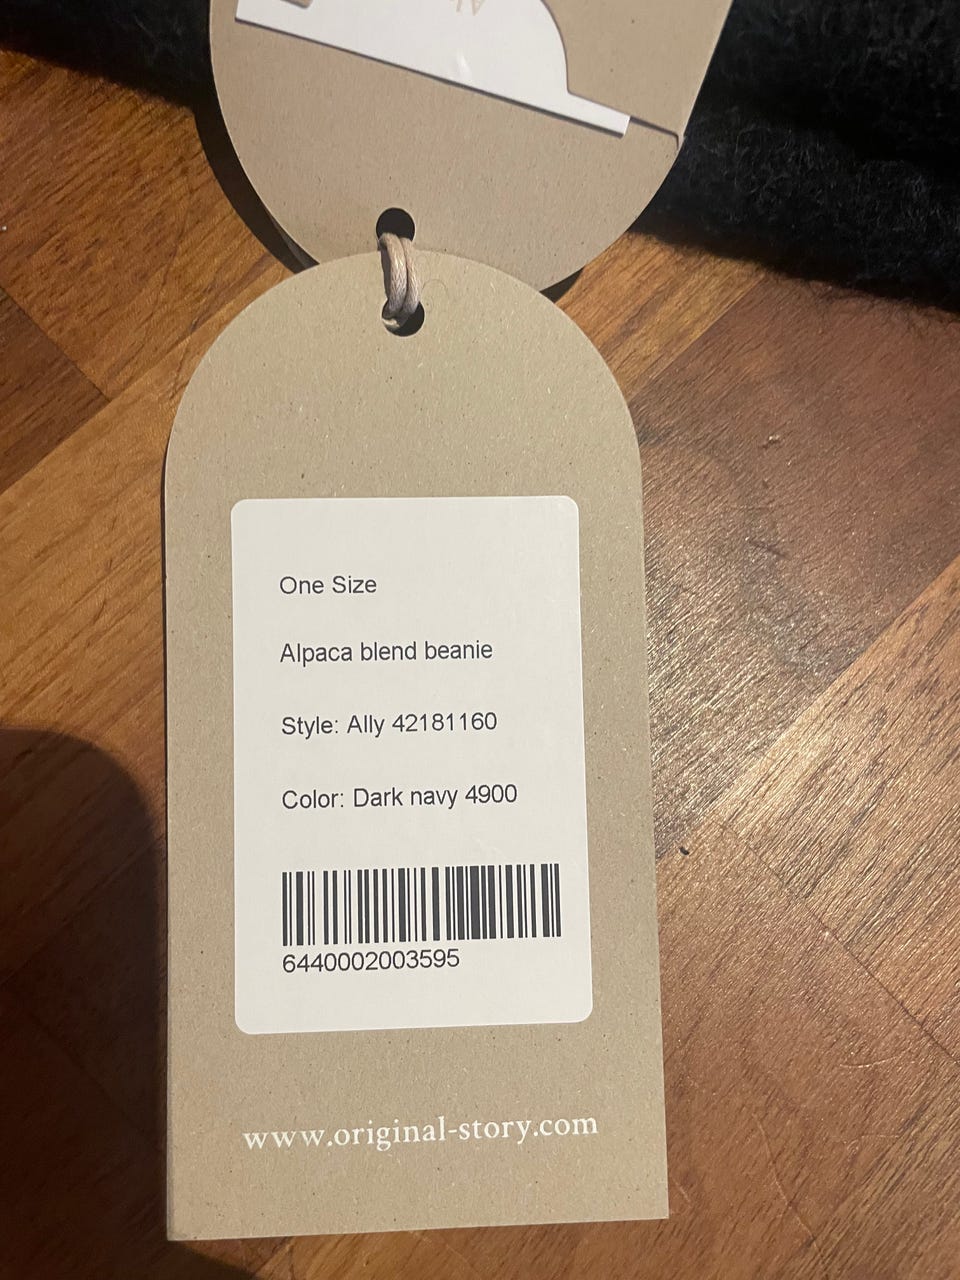 One Size
Alpaca blend beanie
Style: Ally 42181160
Color: Dark navy 4900
6440002003595
www.original-story.com